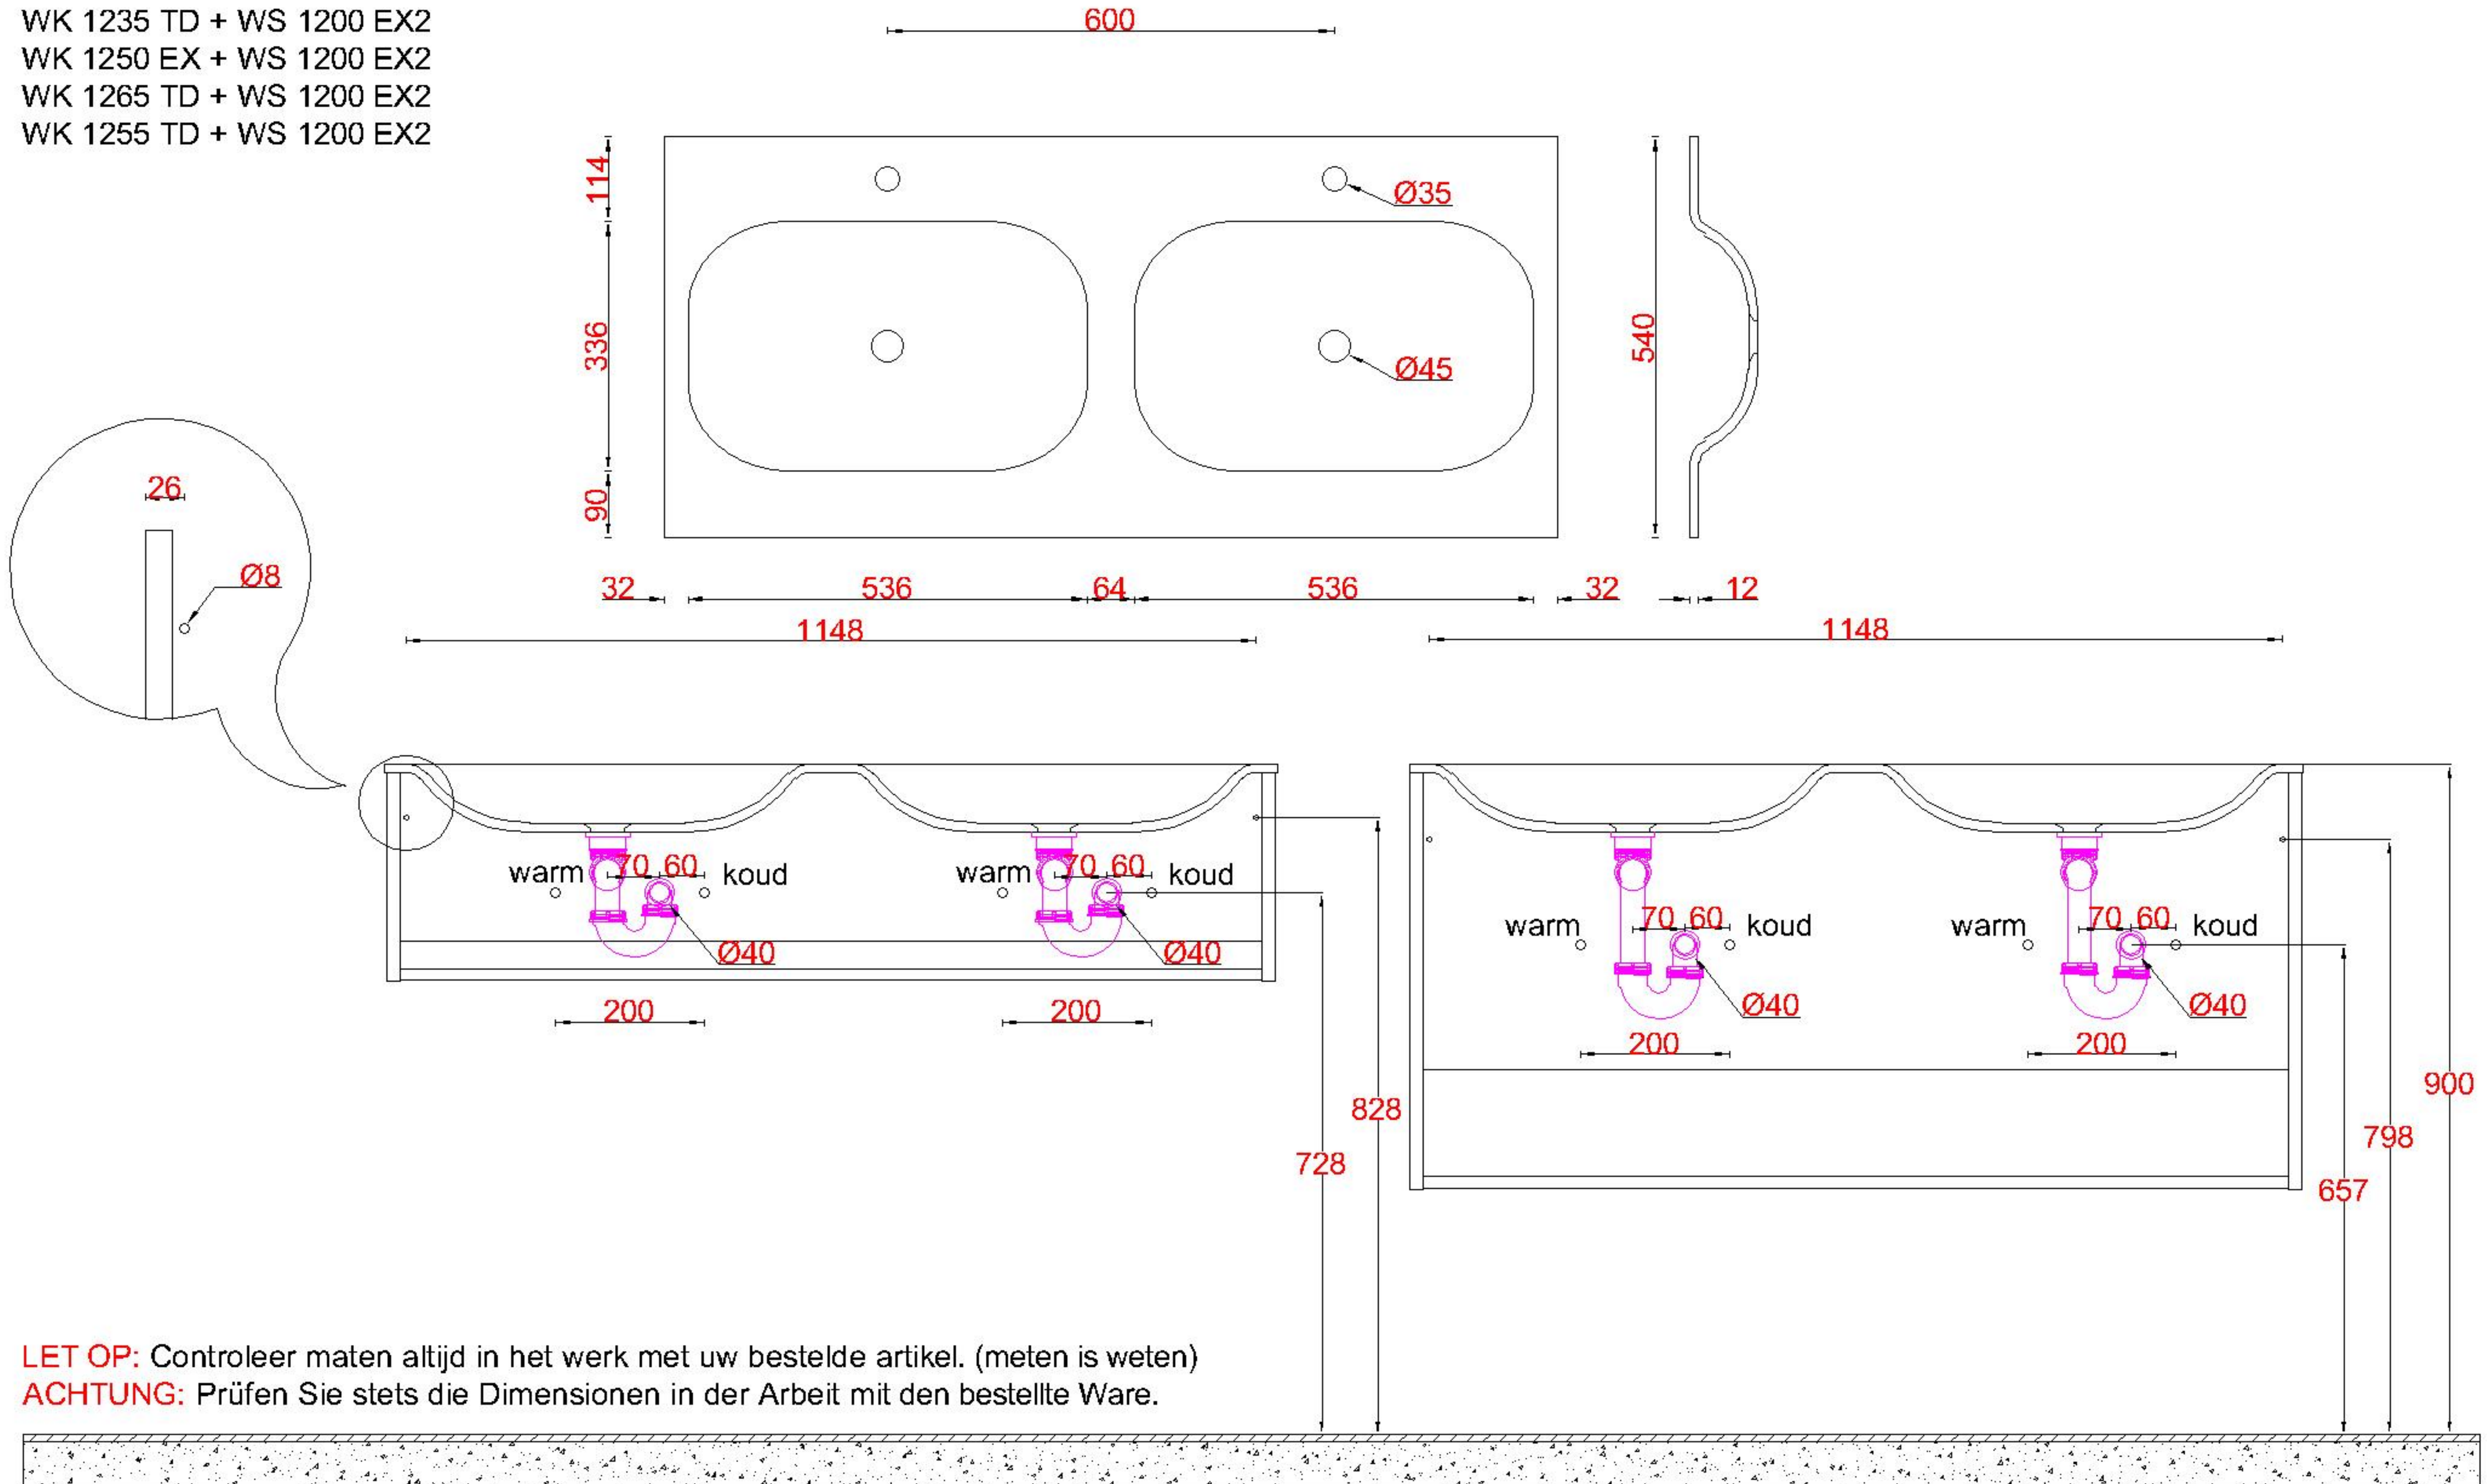 WK 1235 TD + WS 1200 EX2
WK 1250 EX + WS 1200 EX2
WK 1265 TD + WS 1200 EX2
WK 1255 TD + WS 1200 EX2
600
114
Ø35
336
540
Ø45
90
26
Ø8
32
536
64
536
32
12
1148
1148
warm
70
60
koud
warm
70
60
koud
Ø40
Ø40
200
200
warm
70
60
koud
warm
70
60
koud
Ø40
Ø40
200
200
900
828
798
728
657
LET OP: Controleer maten altijd in het werk met uw bestelde artikel. (meten is weten)
ACHTUNG: Prüfen Sie stets die Dimensionen in der Arbeit mit den bestellte Ware.